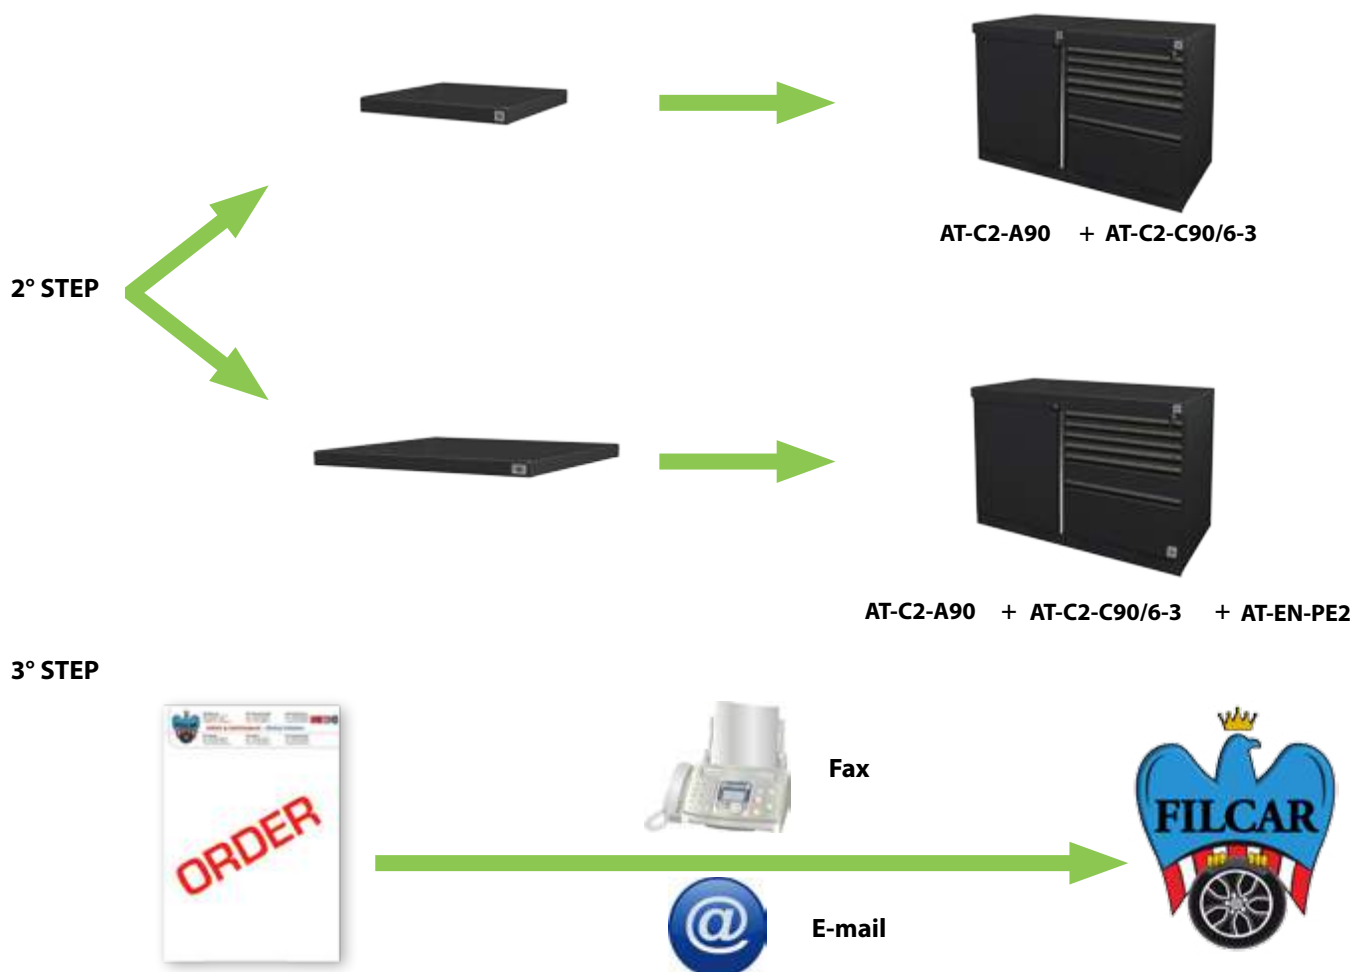 2° STEP
AT-C2-A90 + AT-C2-C90/6-3
AT-C2-A90 + AT-C2-C90/6-3 + AT-EN-PE2
3° STEP
ORDER
Fax
E-mail
@
FILCAR